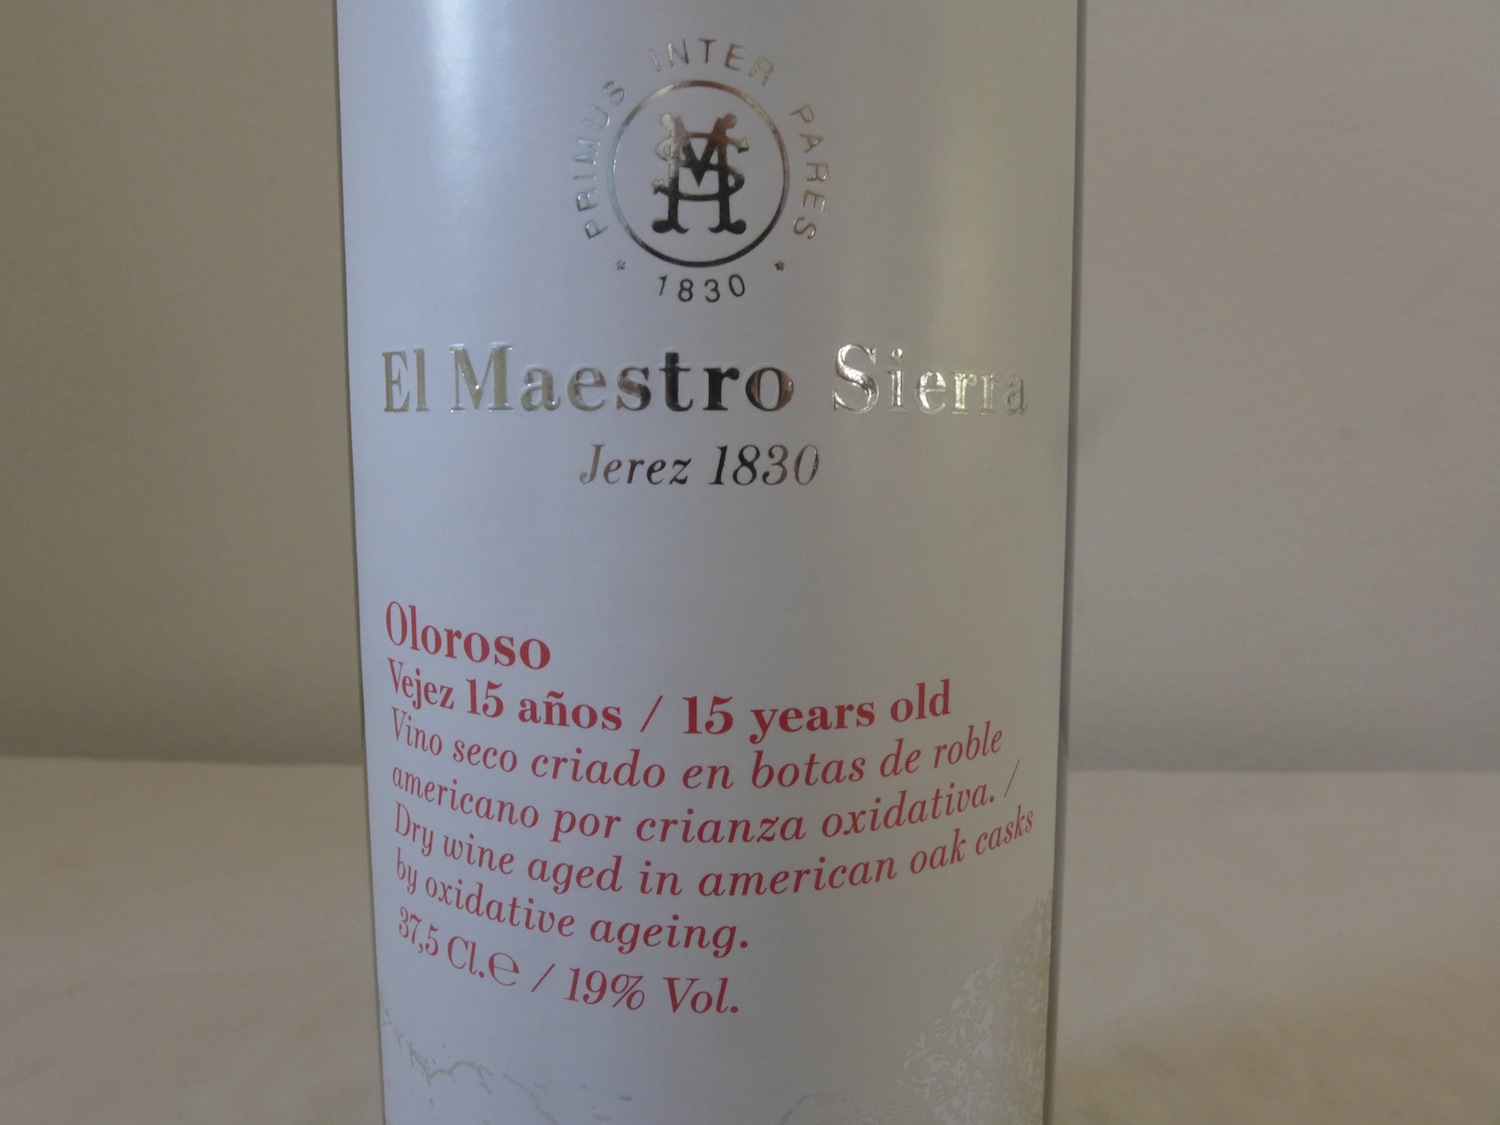 PRIMUS INTER PARES
MS
* 1830 *
El Maestro Sierra
Jerez 1830
Oloroso
Vejez 15 años / 15 years old
Vino seco criado en botas de roble
americano por crianza oxidativa. /
Dry wine aged in american oak casks
by oxidative ageing.
37,5 Cl.℮ / 19% Vol.